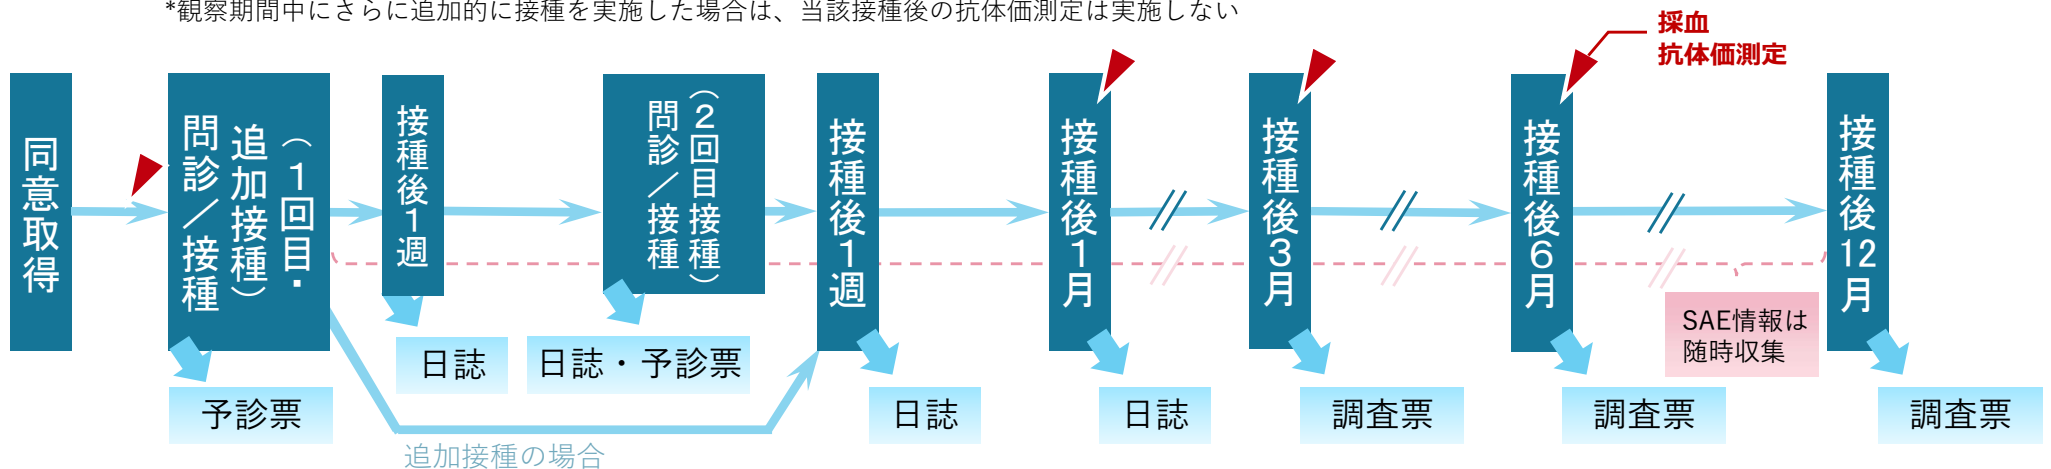 *観察期間中にさらに追加的に接種を実施した場合は、当該接種後の抗体価測定は実施しない
採血
抗体価測定
同意取得
（１回目・
追加接種）
問診／接種
接種後１週
（２回目接種）
問診／接種
接種後１週
接種後１月
接種後３月
接種後６月
接種後12月
SAE情報は
随時収集
予診票
日誌
日誌・予診票
日誌
日誌
調査票
調査票
調査票
追加接種の場合